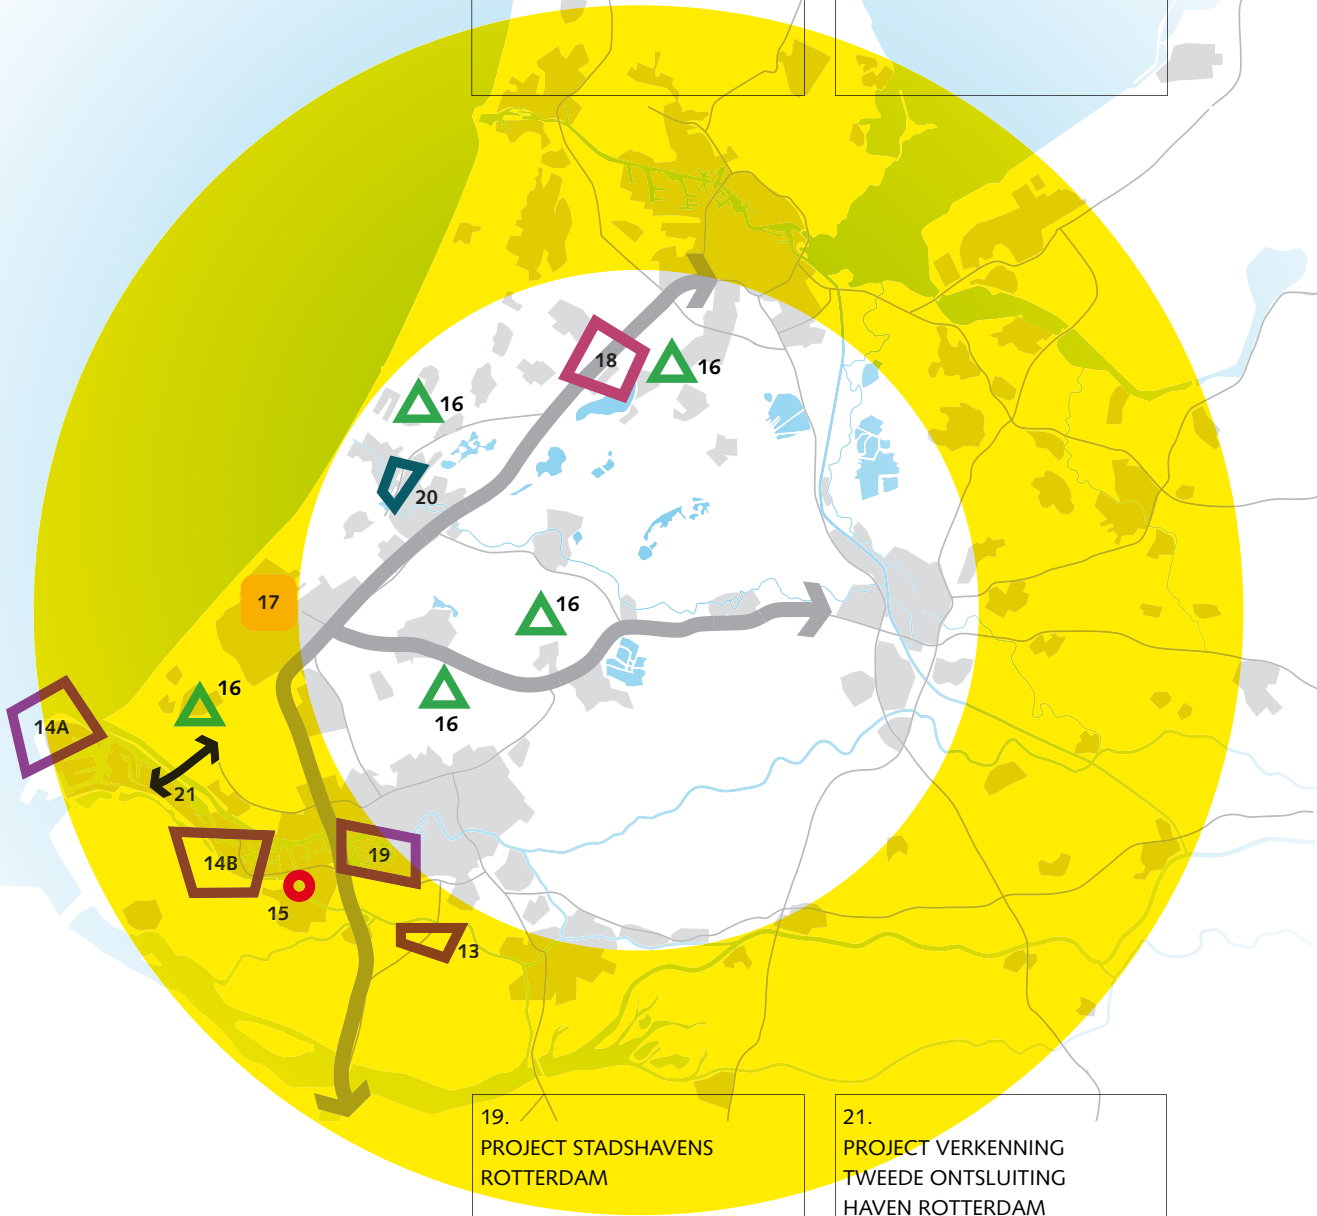 18
16
16
20
16
17
16
16
14A
21
19
14B
15
13
19.
PROJECT STADSHAVENS
ROTTERDAM
21.
PROJECT VERKENNING
TWEEDE ONTSLUITING
HAVEN ROTTERDAM